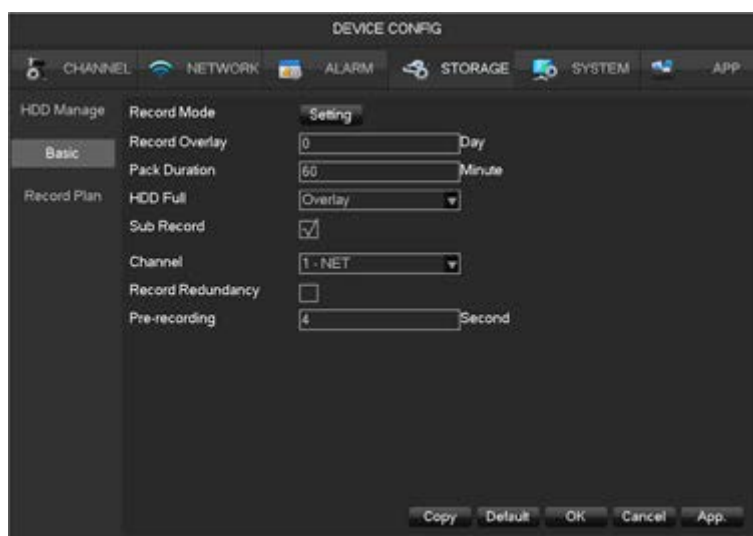 DEVICE CONFIG
CHANNEL NETWORK ALARM STORAGE SYSTEM APP
HDD Manage
Basic
Record Plan
Record Mode Setting
Record Overlay 0 Day
Pack Duration 60 Minute
HDD Full Overlay
Sub Record
Channel 1 - NET
Record Redundancy
Pre-recording 4 Second
Copy Default OK Cancel App.